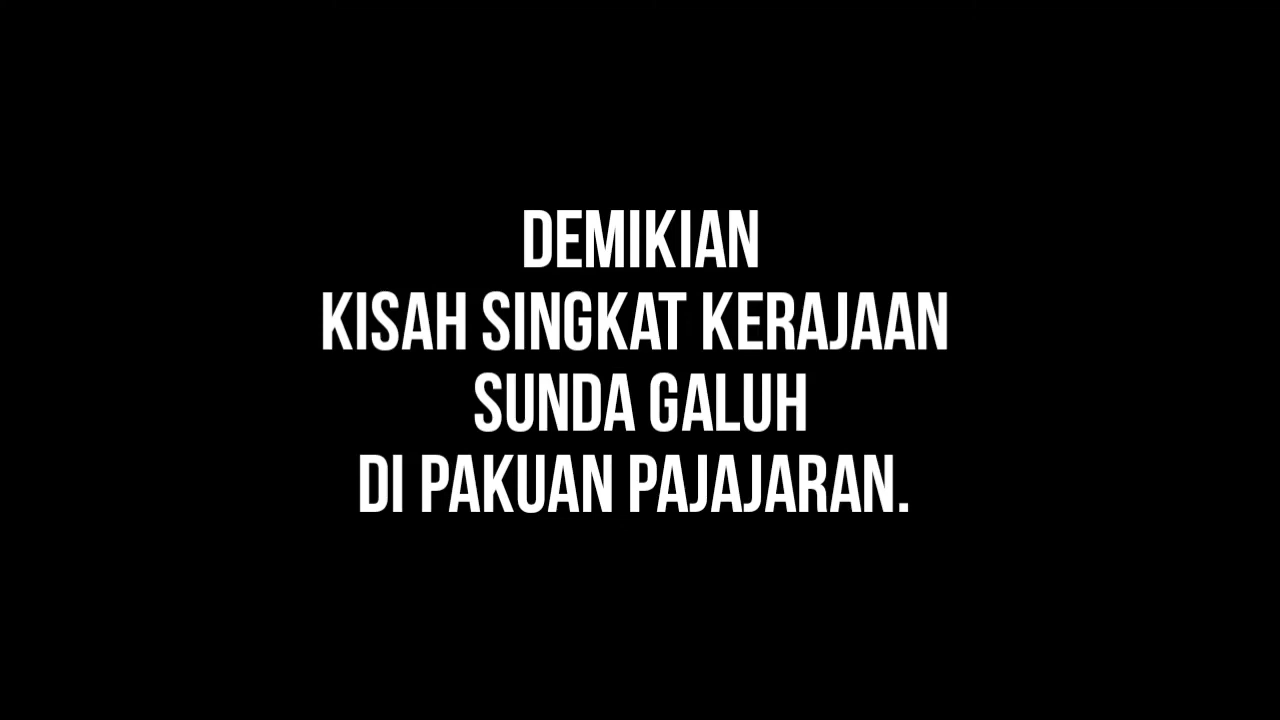 DEMIKIAN
KISAH SINGKAT KERAJAAN
SUNDA GALUH
DI PAKUAN PAJAJARAN.